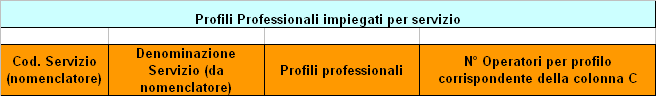 Profili Professionali impiegati per servizio
Cod. Servizio
(nomenclatore)
Denominazione
Servizio (da
nomenclatore)
Profili professionali
N° Operatori per profilo
corrispondente della colonna C